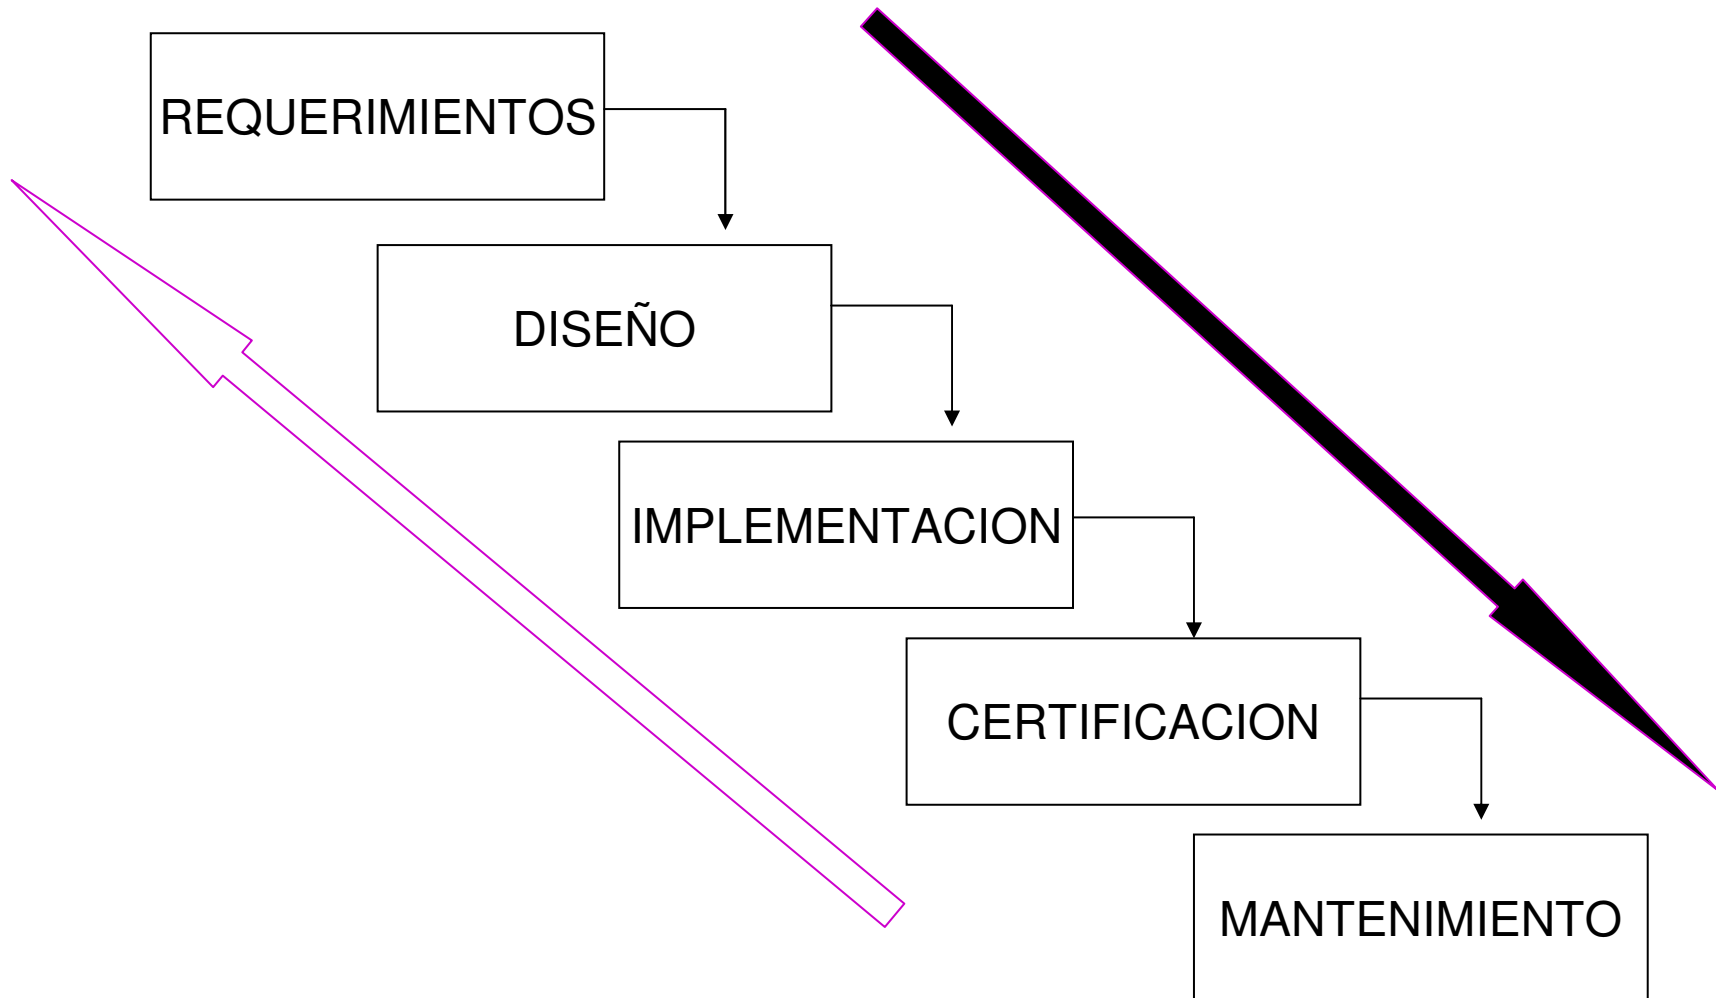 REQUERIMIENTOS
DISEÑO
IMPLEMENTACION
CERTIFICACION
MANTENIMIENTO